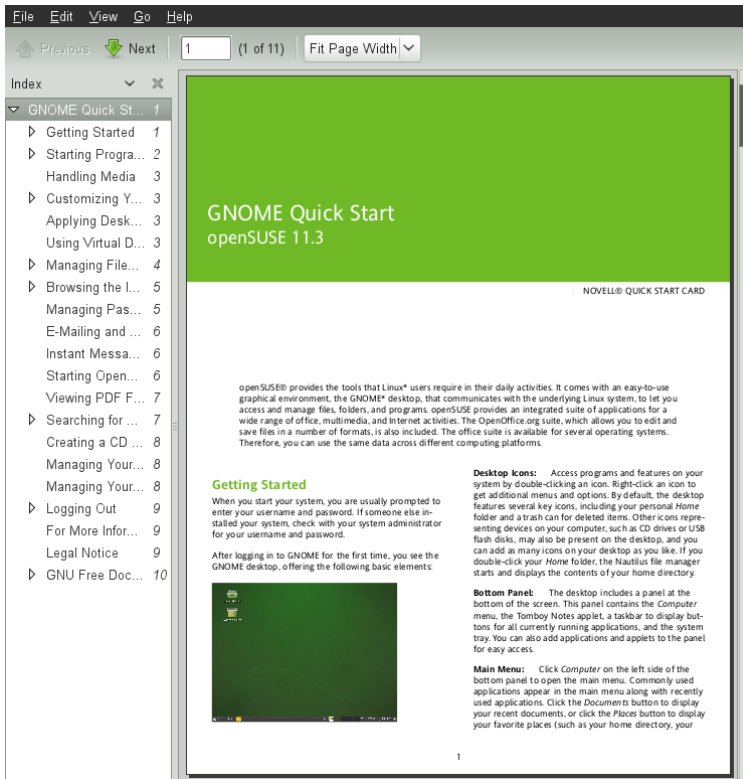 File Edit View Go Help
Previous Next 1 (1 of 11) Fit Page Width
Index
GNOME Quick St... 1
Getting Started 1
Starting Progra... 2
Handling Media 3
Customizing Y... 3
Applying Desk... 3
Using Virtual D... 3
Managing File... 4
Browsing the I... 5
Managing Pas... 5
E-Mailing and ... 6
Instant Messa... 6
Starting Open... 6
Viewing PDF F... 7
Searching for ... 7
Creating a CD ... 8
Managing Your... 8
Managing Your... 8
Logging Out 9
For More Infor... 9
Legal Notice 9
GNU Free Doc... 10
GNOME Quick Start
openSUSE 11.3
NOVELL® QUICK START CARD
openSUSE® provides the tools that Linux* users require in their daily activities. It comes with an easy-to-use
graphical environment, the GNOME* desktop, that communicates with the underlying Linux system, to let you
access and manage files, folders, and programs. openSUSE provides an integrated suite of applications for a
wide range of office, multimedia, and Internet activities. The OpenOffice.org suite, which allows you to edit and
save files in a number of formats, is also included. The office suite is available for several operating systems.
Therefore, you can use the same data across different computing platforms.
Getting Started
When you start your system, you are usually prompted to
enter your username and password. If someone else in-
stalled your system, check with your system administrator
for your username and password.
After logging in to GNOME for the first time, you see the
GNOME desktop, offering the following basic elements:
Desktop Icons: Access programs and features on your
system by double-clicking an icon. Right-click an icon to
get additional menus and options. By default, the desktop
features several key icons, including your personal Home
folder and a trash can for deleted items. Other icons repre-
senting devices on your computer, such as CD drives or USB
flash disks, may also be present on the desktop, and you
can add as many icons on your desktop as you like. If you
double-click your Home folder, the Nautilus file manager
starts and displays the contents of your home directory.
Bottom Panel: The desktop includes a panel at the
bottom of the screen. This panel contains the Computer
menu, the Tomboy Notes applet, a taskbar to display but-
tons for all currently running applications, and the system
tray. You can also add applications and applets to the panel
for easy access.
Main Menu: Click Computer on the left side of the
bottom panel to open the main menu. Commonly used
applications appear in the main menu along with recently
used applications. Click the Documents button to display
your recent documents, or click the Places button to display
your favorite places (such as your home directory, your
1